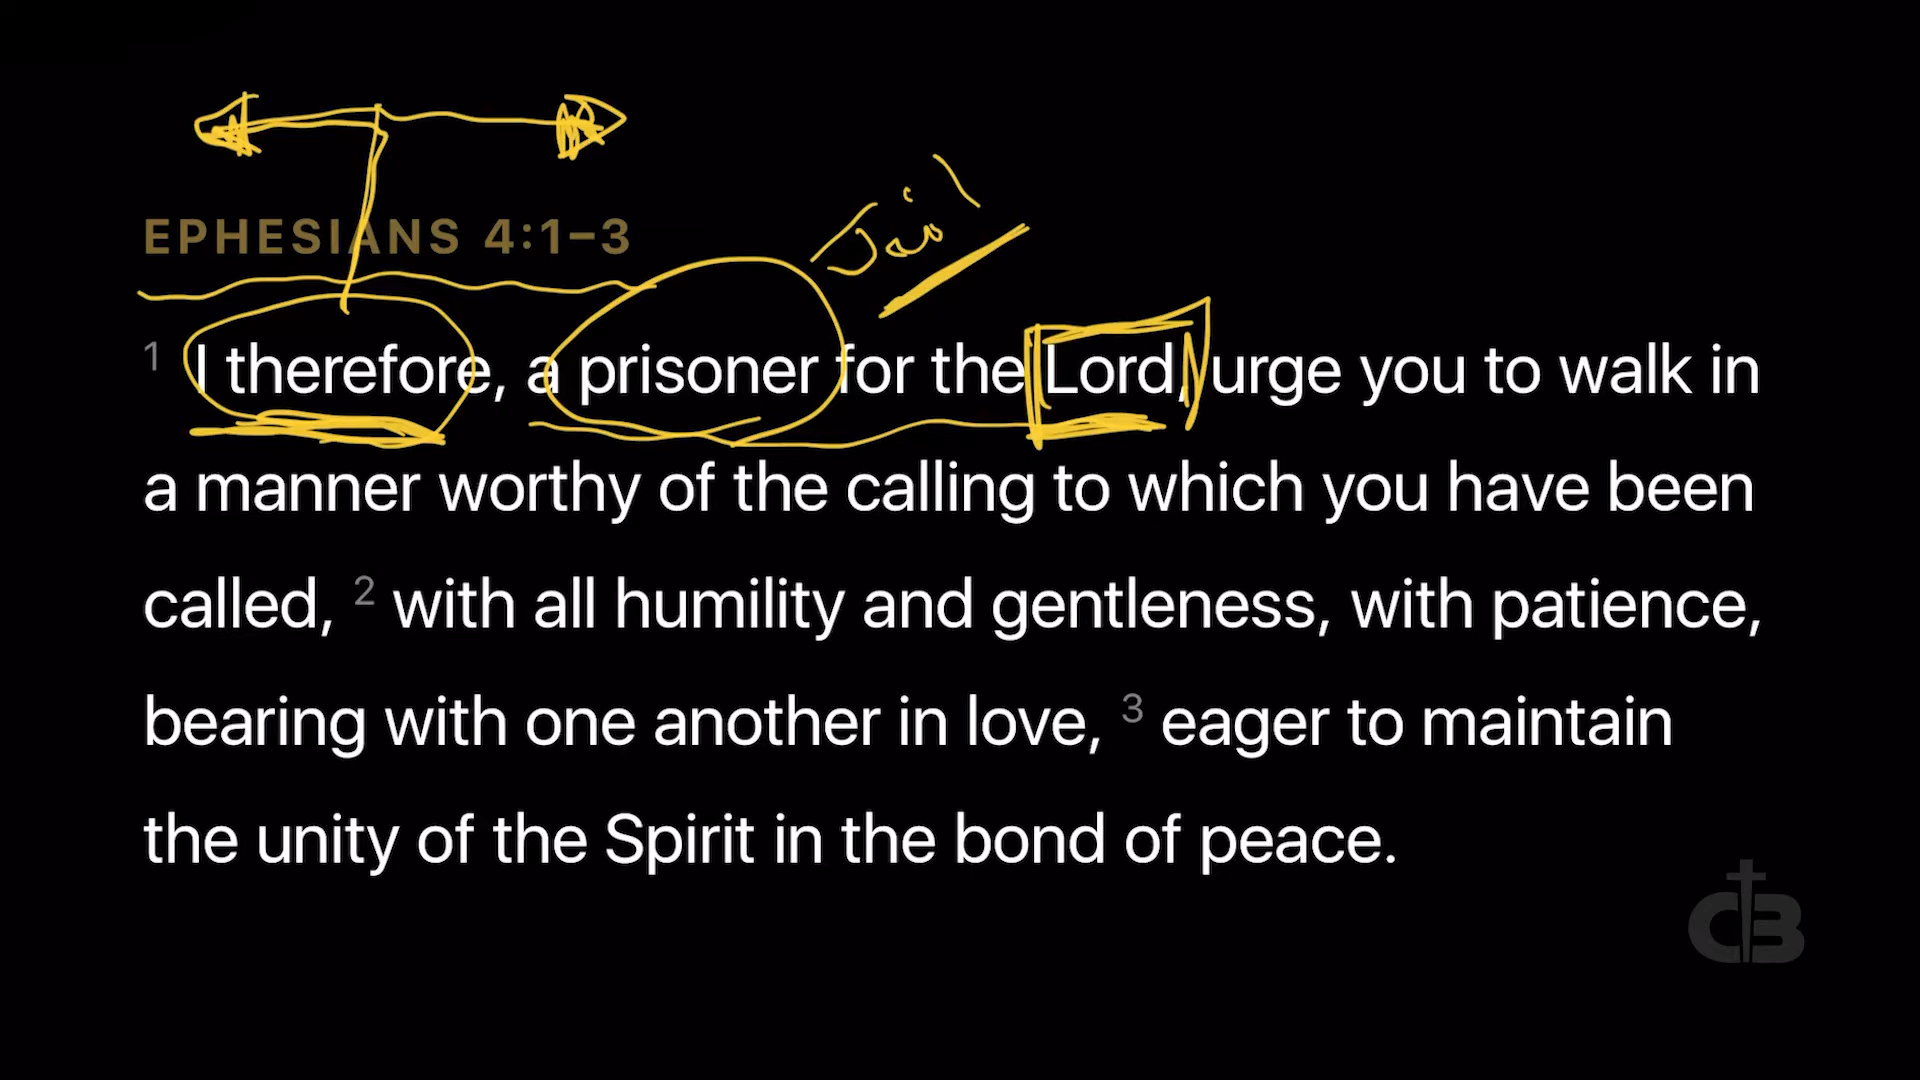 EPHESIANS 4:1–3
Jail
1 I therefore, a prisoner for the Lord, urge you to walk in
a manner worthy of the calling to which you have been
called, 2 with all humility and gentleness, with patience,
bearing with one another in love, 3 eager to maintain
the unity of the Spirit in the bond of peace.
CB